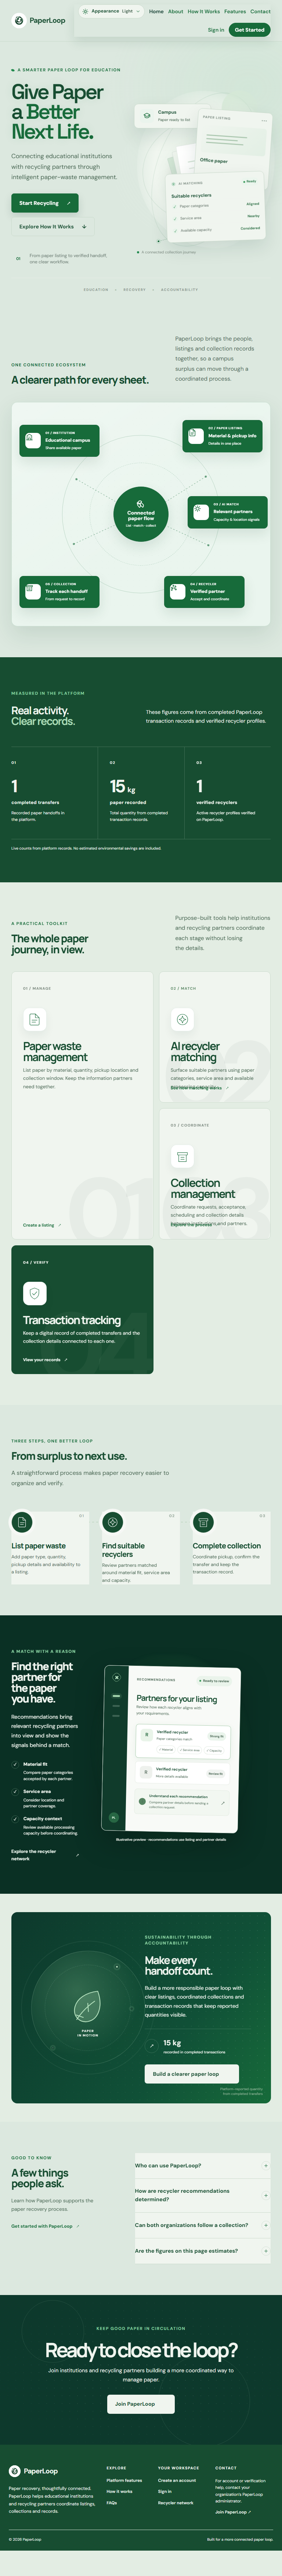 PaperLoop
Appearance Light
Home About How It Works Features Contact
Sign in Get Started
A SMARTER PAPER LOOP FOR EDUCATION
Give Paper
a Better
Next Life.
Connecting educational institutions
with recycling partners through
intelligent paper-waste management.
Start Recycling ↗
Explore How It Works ↓
From paper listing to verified handoff,
one clear workflow.
Campus
Paper ready to list
PAPER LISTING
Office paper
AI MATCHING
Ready
Suitable recyclers
Paper categories Aligned
Service area Nearby
Available capacity Considered
A connected collection journey
EDUCATION • RECOVERY • ACCOUNTABILITY
ONE CONNECTED ECOSYSTEM
A clearer path for every sheet.
PaperLoop brings the people,
listings and collection records
together, so a campus
surplus can move through a
coordinated process.
01 / INSTITUTION
Educational campus
Share available paper
02 / PAPER LISTING
Material & pickup info
Details in one place
Connected
paper flow
List · match · collect
03 / AI MATCH
Relevant partners
Capacity & location signals
05 / COLLECTION
Track each handoff
From request to record
04 / RECYCLER
Verified partner
Accept and coordinate
MEASURED IN THE PLATFORM
Real activity.
Clear records.
These figures come from completed PaperLoop
transaction records and verified recycler profiles.
01
1
completed transfers
Recorded paper handoffs in
the platform.
02
15 kg
paper recorded
Total quantity from completed
transaction records.
03
1
verified recyclers
Active recycler profiles verified
on PaperLoop.
Live counts from platform records. No estimated environmental savings are included.
A PRACTICAL TOOLKIT
The whole paper
journey, in view.
Purpose-built tools help institutions
and recycling partners coordinate
each stage without losing
the details.
01 / MANAGE
Paper waste
management
List paper by material, quantity, pickup location and
collection window. Keep the information partners
need together.
Create a listing ↗
01
02 / MATCH
AI recycler
matching
Surface suitable partners using paper
categories, service area and available
See how matching works ↗
2
03 / COORDINATE
Collection
management
Coordinate requests, acceptance,
scheduling and collection details
between institutions and partners.
Explore the process
3
04 / VERIFY
Transaction tracking
Keep a digital record of completed transfers and the
collection details connected to each one.
View your records ↗
04
THREE STEPS, ONE BETTER LOOP
From surplus to next use.
A straightforward process makes paper recovery easier to
organize and verify.
01
List paper waste
Add paper type, quantity,
pickup details and availability to
a listing.
02
Find suitable
recyclers
Review partners matched
around material fit, service area
and capacity.
03
Complete collection
Coordinate pickup, confirm the
transfer and keep the
transaction record.
A MATCH WITH A REASON
Find the right
partner for
the paper
you have.
Recommendations bring
relevant recycling partners
into view and show the
signals behind a match.
Material fit
Compare paper categories
accepted by each partner.
Service area
Consider location and
partner coverage.
Capacity context
Review available processing
capacity before coordinating.
Explore the recycler
network ↗
RECOMMENDATIONS
Ready to review
Partners for your listing
Review how each recycler aligns with
your requirements.
Verified recycler
Paper categories match
Strong fit
Material Service area Capacity
Verified recycler
More details available
Review fit
Understand each recommendation
Compare partner details before sending a
collection request.
Illustrative preview · recommendations use listing and partner details
PAPER
IN MOTION
SUSTAINABILITY THROUGH
ACCOUNTABILITY
Make every
handoff count.
Build a more responsible paper loop with
clear listings, coordinated collections and
transaction records that keep reported
quantities visible.
15 kg
recorded in completed transactions
Build a clearer paper loop
Platform-reported quantity
from completed transfers
GOOD TO KNOW
A few things
people ask.
Learn how PaperLoop supports the
paper recovery process.
Get started with PaperLoop ↗
Who can use PaperLoop? +
How are recycler recommendations
determined? +
Can both organizations follow a collection? +
Are the figures on this page estimates? +
KEEP GOOD PAPER IN CIRCULATION
Ready to close the loop?
Join institutions and recycling partners building a more coordinated way to
manage paper.
Join PaperLoop
PaperLoop
Paper recovery, thoughtfully connected.
PaperLoop helps educational institutions
and recycling partners coordinate listings,
collections and records.
EXPLORE
Platform features
How it works
FAQs
YOUR WORKSPACE
Create an account
Sign in
Recycler network
CONTACT
For account or verification
help, contact your
organization's PaperLoop
administrator.
Join PaperLoop ↗
© 2026 PaperLoop
Built for a more connected paper loop.